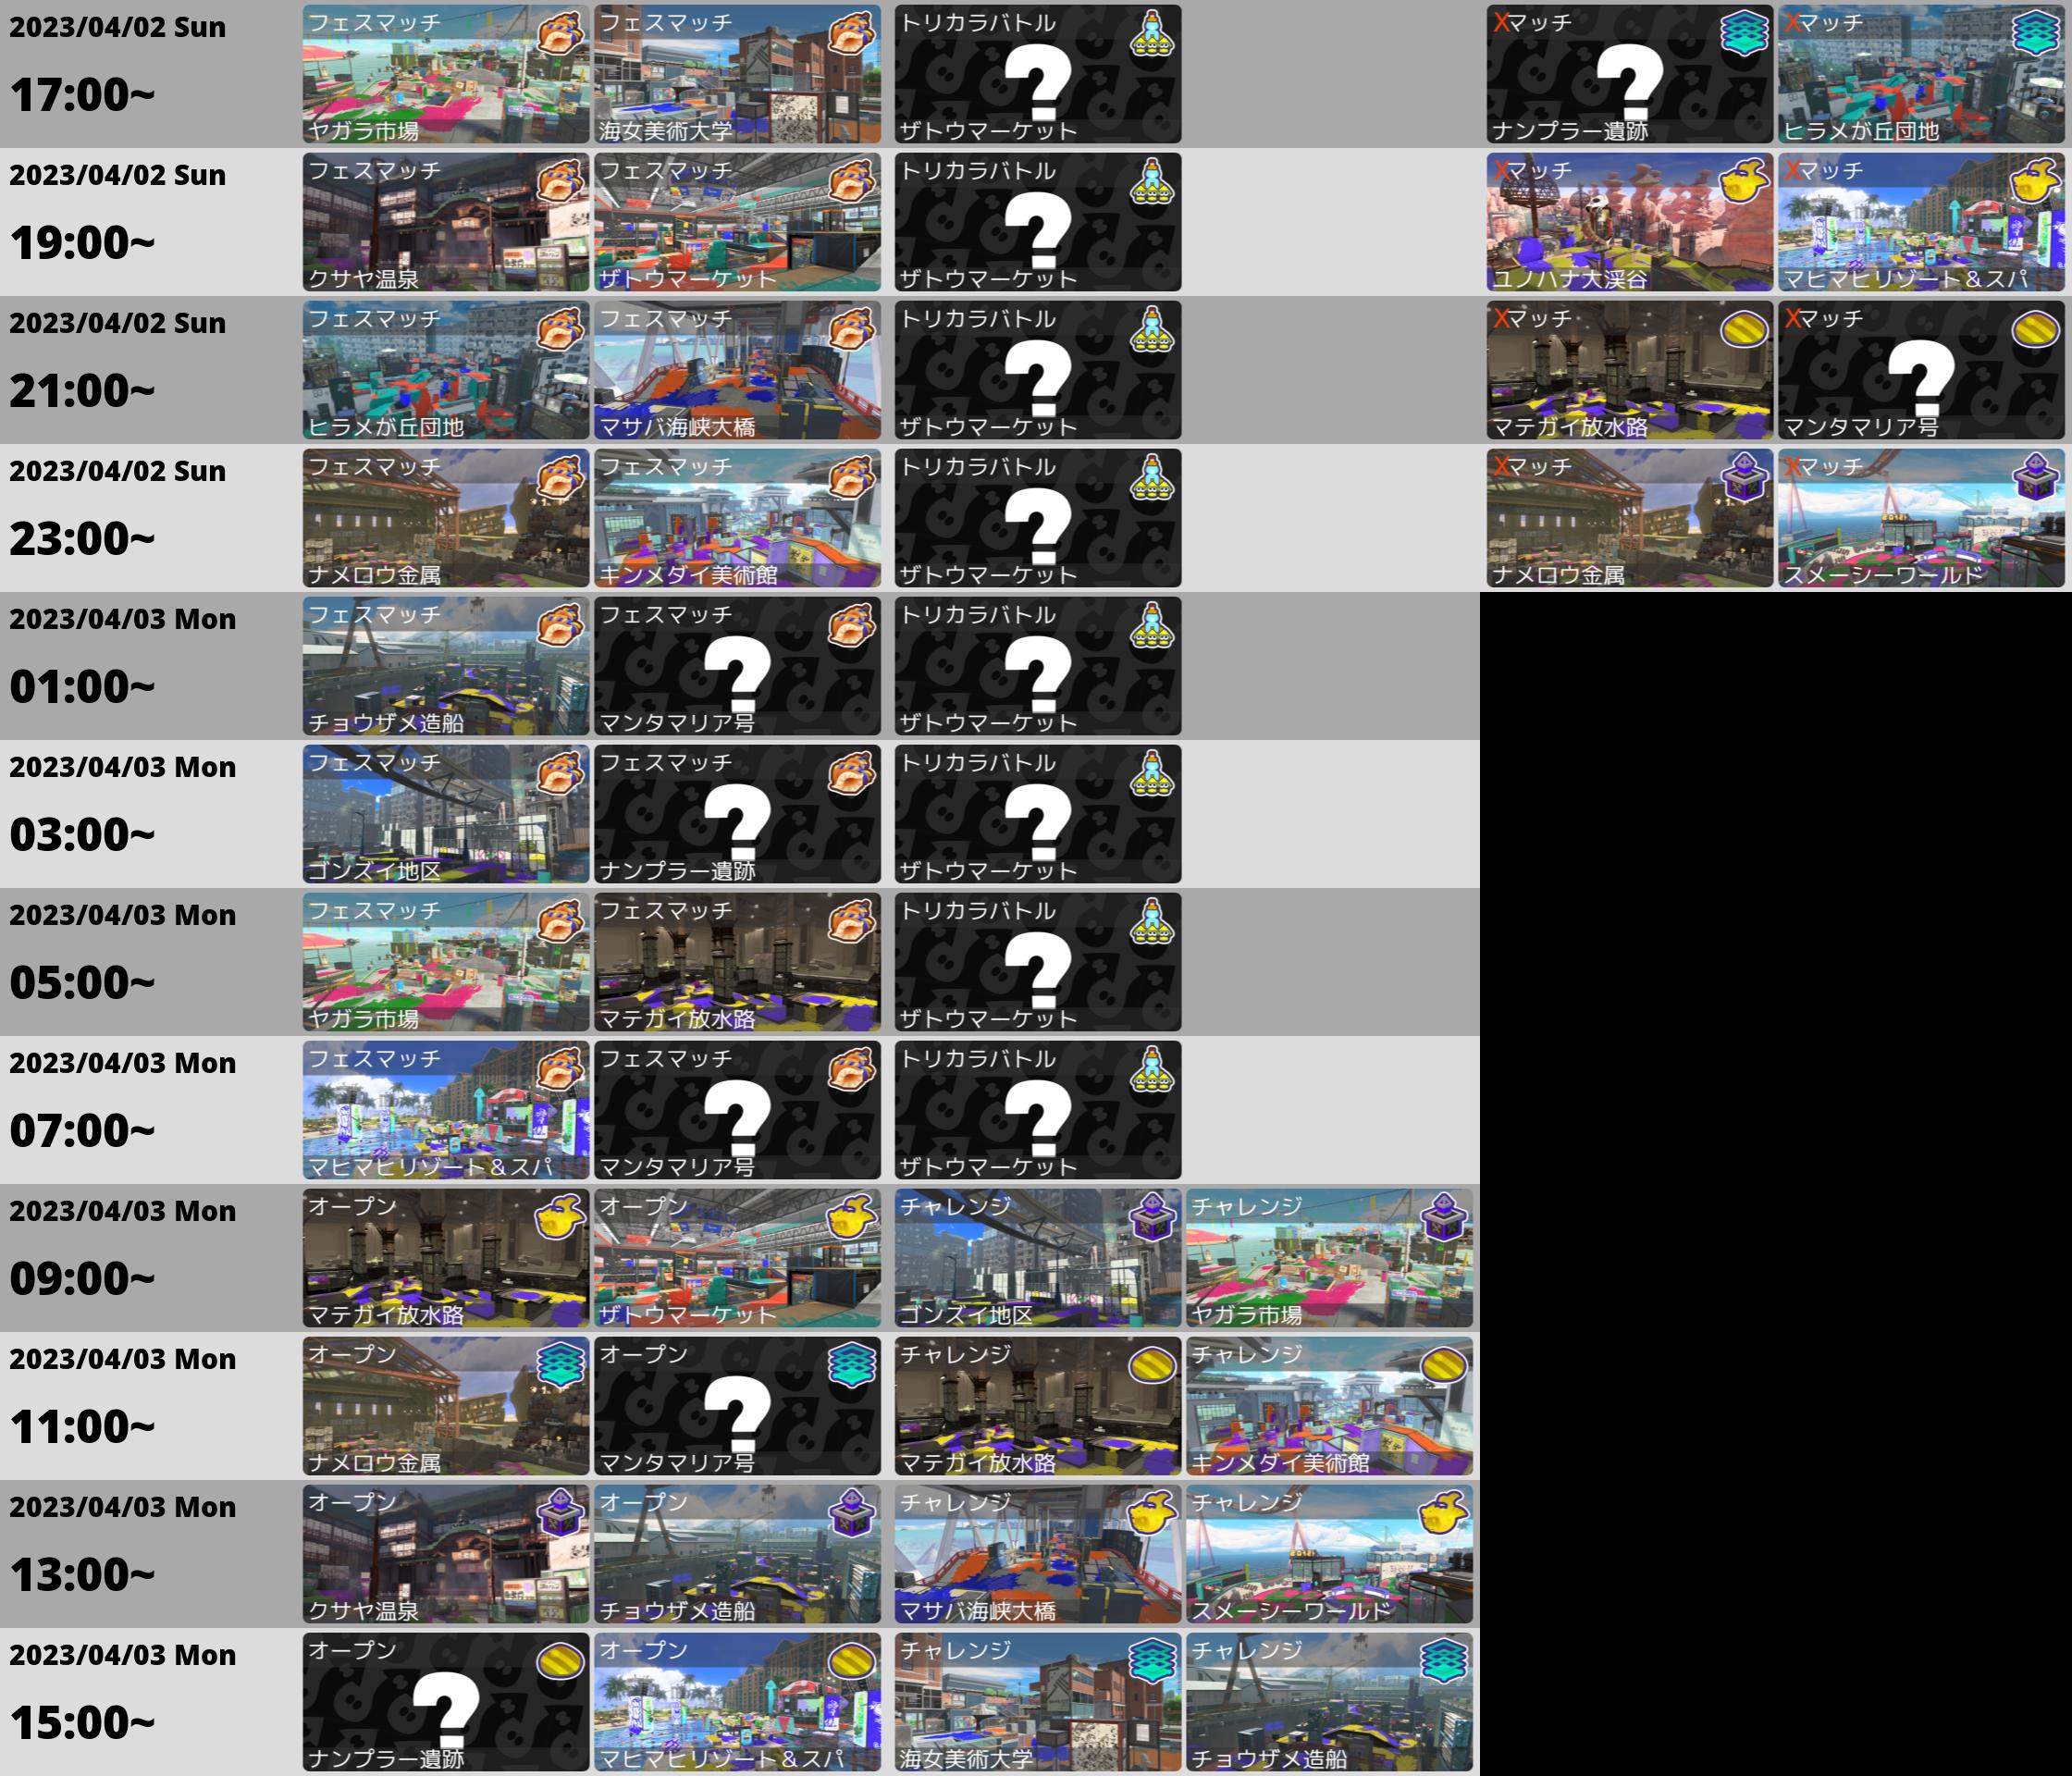 2023/04/02 Sun
17:00~
フェスマッチ
ヤガラ市場
フェスマッチ
海女美術大学
トリカラバトル
ザトウマーケット
Xマッチ
ナンプラー遺跡
Xマッチ
ヒラメが丘団地
2023/04/02 Sun
19:00~
フェスマッチ
クサヤ温泉
フェスマッチ
ザトウマーケット
トリカラバトル
ザトウマーケット
Xマッチ
ユノハナ大渓谷
Xマッチ
マヒマヒリゾート&スパ
2023/04/02 Sun
21:00~
フェスマッチ
ヒラメが丘団地
フェスマッチ
マサバ海峡大橋
トリカラバトル
ザトウマーケット
Xマッチ
マテガイ放水路
Xマッチ
マンタマリア号
2023/04/02 Sun
23:00~
フェスマッチ
ナメロウ金属
フェスマッチ
キンメダイ美術館
トリカラバトル
ザトウマーケット
Xマッチ
ナメロウ金属
Xマッチ
スメーシーワールド
2023/04/03 Mon
01:00~
フェスマッチ
チョウザメ造船
フェスマッチ
マンタマリア号
トリカラバトル
ザトウマーケット
2023/04/03 Mon
03:00~
フェスマッチ
ゴンズイ地区
フェスマッチ
ナンプラー遺跡
トリカラバトル
ザトウマーケット
2023/04/03 Mon
05:00~
フェスマッチ
ヤガラ市場
フェスマッチ
マテガイ放水路
トリカラバトル
ザトウマーケット
2023/04/03 Mon
07:00~
フェスマッチ
マヒマヒリゾート&スパ
フェスマッチ
マンタマリア号
トリカラバトル
ザトウマーケット
2023/04/03 Mon
09:00~
オープン
マテガイ放水路
オープン
ザトウマーケット
チャレンジ
ゴンズイ地区
チャレンジ
ヤガラ市場
2023/04/03 Mon
11:00~
オープン
ナメロウ金属
オープン
マンタマリア号
チャレンジ
マテガイ放水路
チャレンジ
キンメダイ美術館
2023/04/03 Mon
13:00~
オープン
クサヤ温泉
オープン
チョウザメ造船
チャレンジ
マサバ海峡大橋
チャレンジ
スメーシーワールド
2023/04/03 Mon
15:00~
オープン
ナンプラー遺跡
オープン
マヒマヒリゾート&スパ
チャレンジ
海女美術大学
チャレンジ
チョウザメ造船